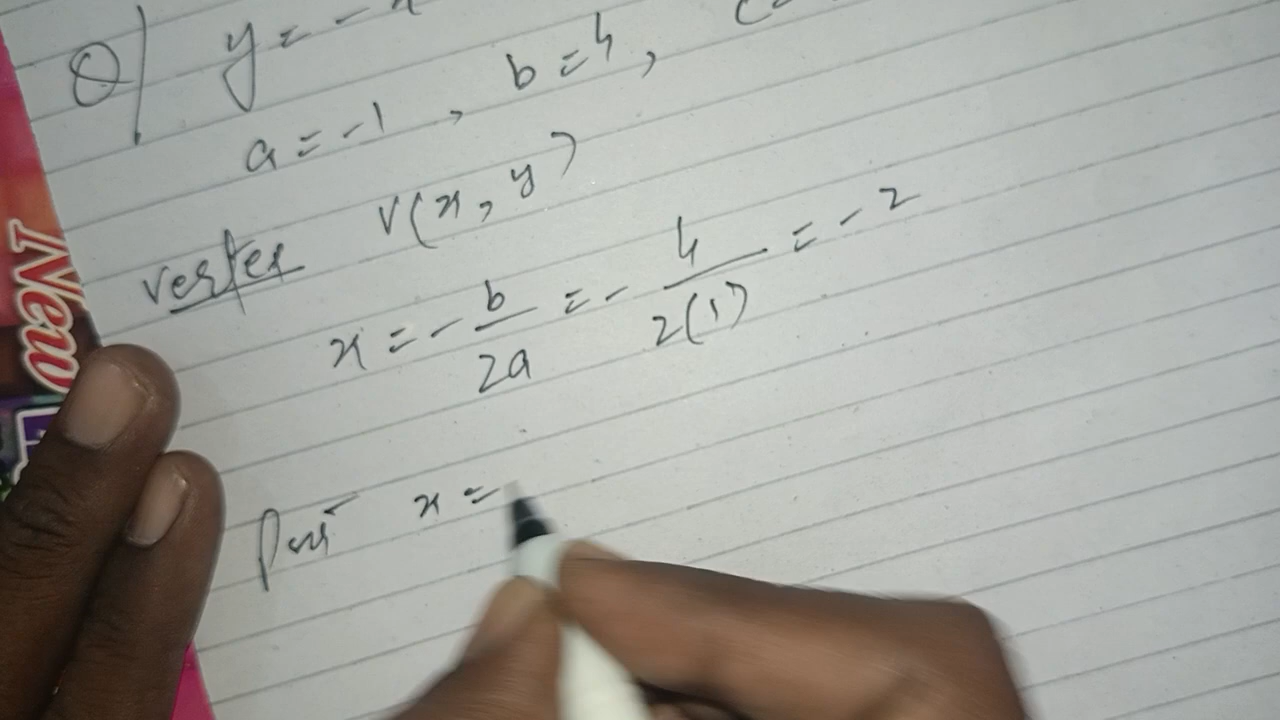 Q) y = -x
a = -1 , b = 4 ,
vertex V(x, y)
x = - b/2a = - 4/2(1) = - 2
Put x =
New